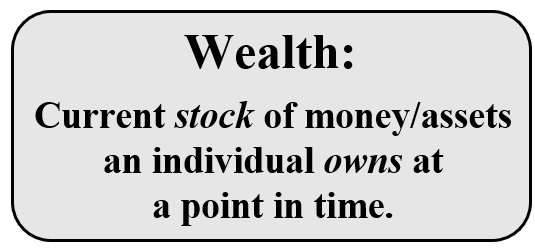 Wealth:
Current stock of money/assets
an individual owns at
a point in time.